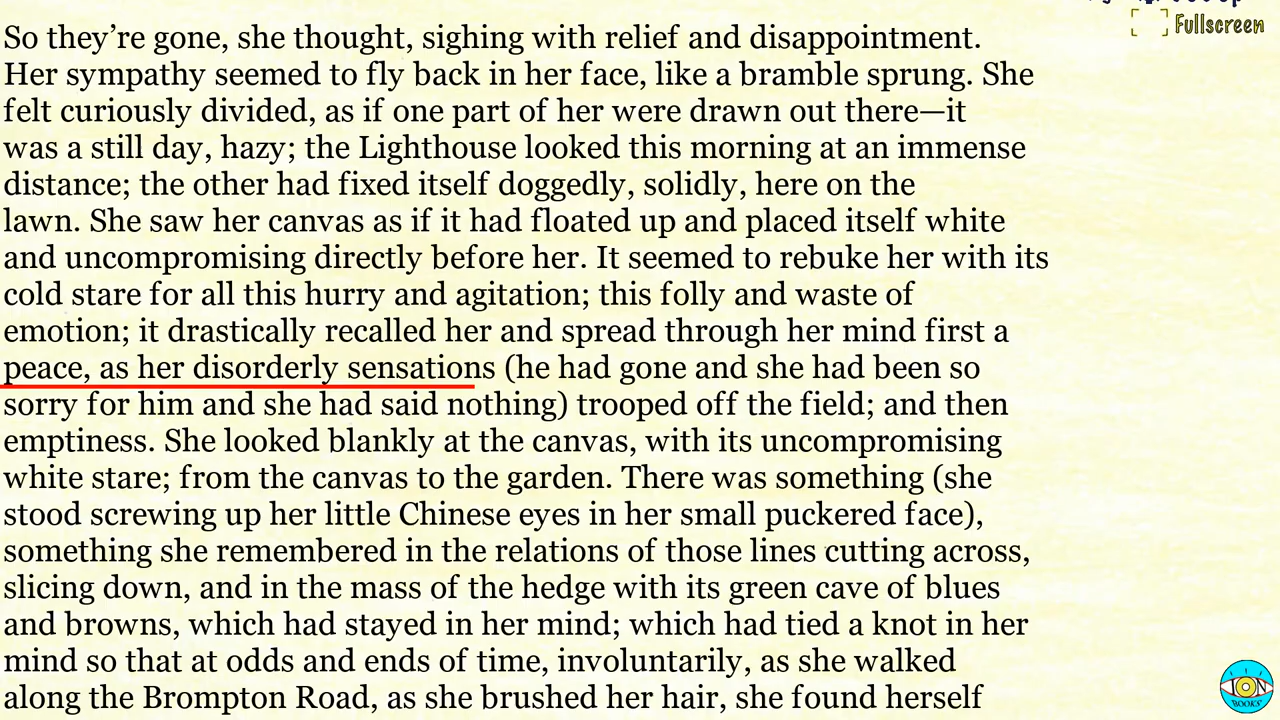 Fullscreen
So they’re gone, she thought, sighing with relief and disappointment.
Her sympathy seemed to fly back in her face, like a bramble sprung. She
felt curiously divided, as if one part of her were drawn out there—it
was a still day, hazy; the Lighthouse looked this morning at an immense
distance; the other had fixed itself doggedly, solidly, here on the
lawn. She saw her canvas as if it had floated up and placed itself white
and uncompromising directly before her. It seemed to rebuke her with its
cold stare for all this hurry and agitation; this folly and waste of
emotion; it drastically recalled her and spread through her mind first a
peace, as her disorderly sensations (he had gone and she had been so
sorry for him and she had said nothing) trooped off the field; and then
emptiness. She looked blankly at the canvas, with its uncompromising
white stare; from the canvas to the garden. There was something (she
stood screwing up her little Chinese eyes in her small puckered face),
something she remembered in the relations of those lines cutting across,
slicing down, and in the mass of the hedge with its green cave of blues
and browns, which had stayed in her mind; which had tied a knot in her
mind so that at odds and ends of time, involuntarily, as she walked
along the Brompton Road, as she brushed her hair, she found herself
ION
BOOKS